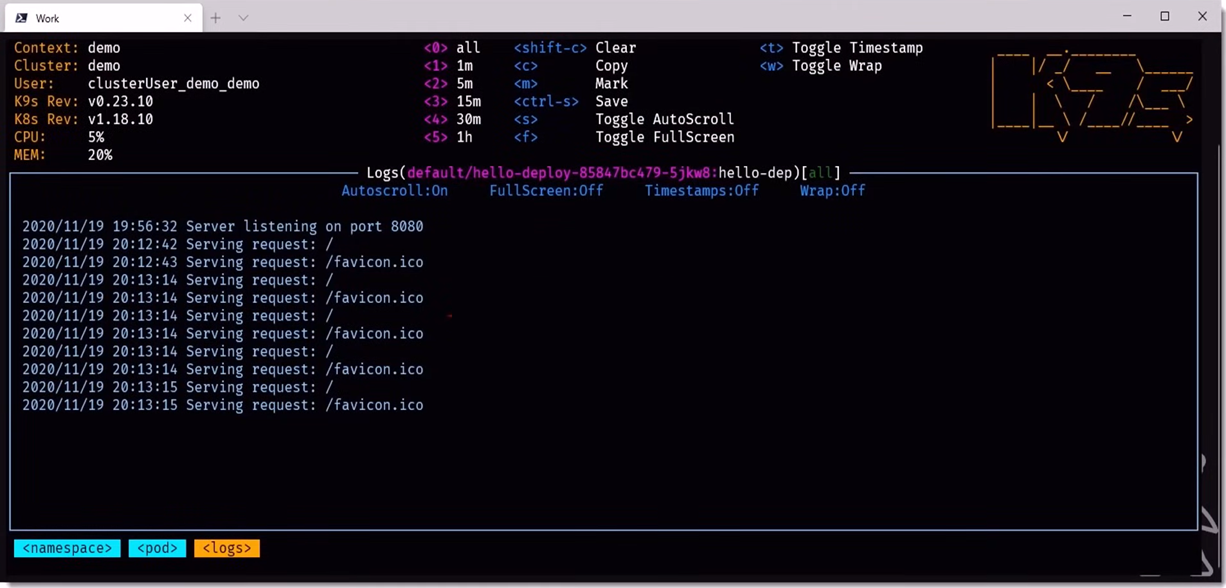 Work
Context: demo <0> all <shift-c> Clear <t> Toggle Timestamp
Cluster: demo <1> 1m <c> Copy <w> Toggle Wrap
User: clusterUser_demo_demo <2> 5m <m> Mark
K9s Rev: v0.23.10 <3> 15m <ctrl-s> Save
K8s Rev: v1.18.10 <4> 30m <s> Toggle AutoScroll
CPU: 5% <5> 1h <f> Toggle FullScreen
MEM: 20%
K9s
Logs(default/hello-deploy-85847bc479-5jkw8:hello-dep)[all]
Autoscroll:On FullScreen:Off Timestamps:Off Wrap:Off
2020/11/19 19:56:32 Server listening on port 8080
2020/11/19 20:12:42 Serving request: /
2020/11/19 20:12:43 Serving request: /favicon.ico
2020/11/19 20:13:14 Serving request: /
2020/11/19 20:13:14 Serving request: /favicon.ico
2020/11/19 20:13:14 Serving request: /
2020/11/19 20:13:14 Serving request: /favicon.ico
2020/11/19 20:13:14 Serving request: /
2020/11/19 20:13:14 Serving request: /favicon.ico
2020/11/19 20:13:15 Serving request: /
2020/11/19 20:13:15 Serving request: /favicon.ico
<namespace> <pod> <logs>